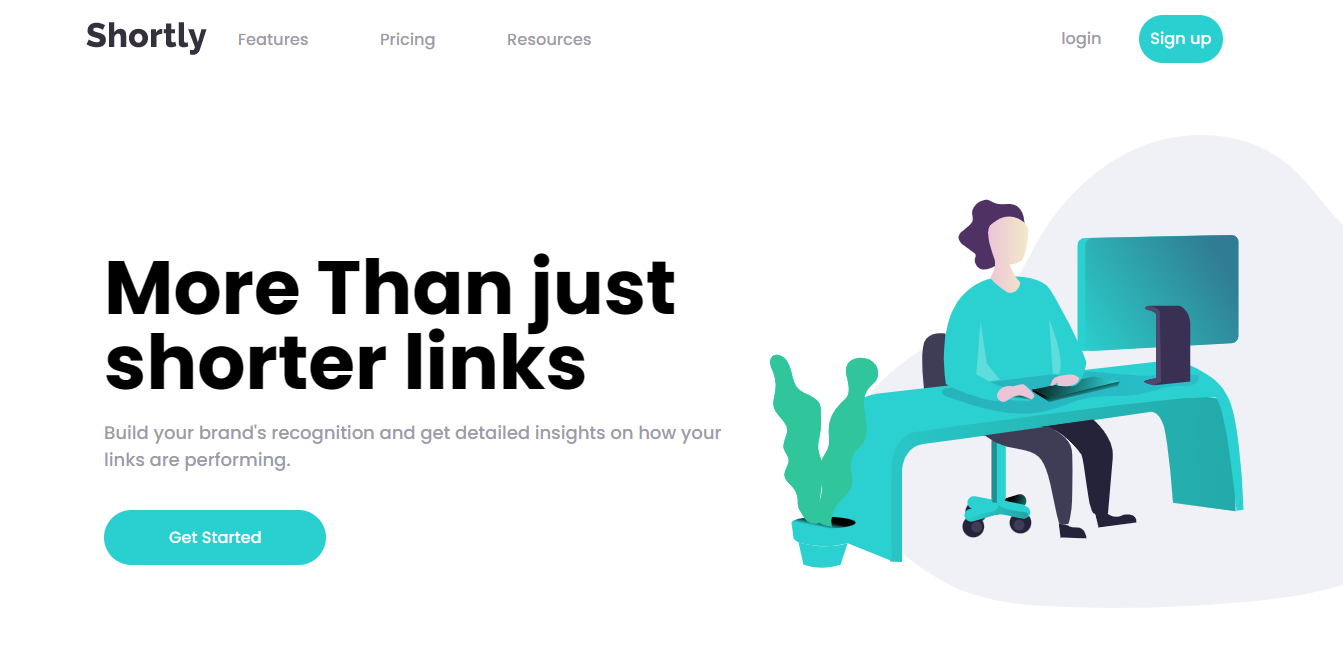 Shortly Features Pricing Resources login Sign up
More Than just
shorter links
Build your brand's recognition and get detailed insights on how your
links are performing.
Get Started